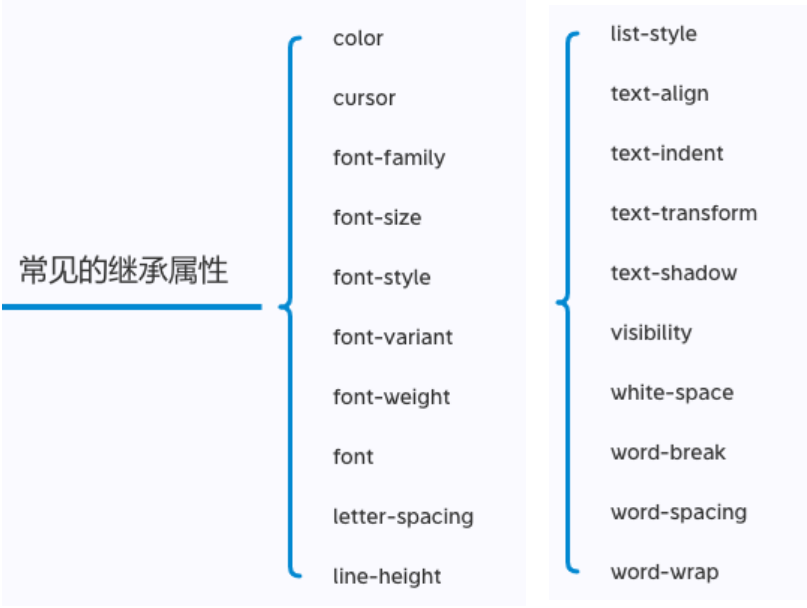 常见的继承属性
color
cursor
font-family
font-size
font-style
font-variant
font-weight
font
letter-spacing
line-height
list-style
text-align
text-indent
text-transform
text-shadow
visibility
white-space
word-break
word-spacing
word-wrap